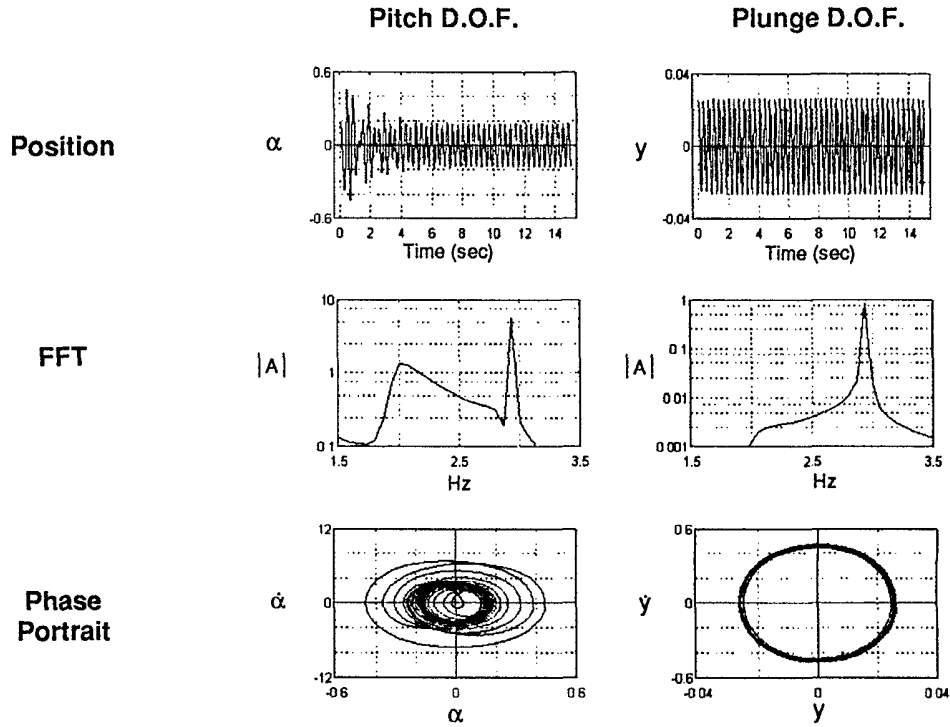 Pitch D.O.F. Plunge D.O.F.
Position
α
0.6
0
-0.6
0 2 4 6 8 10 12 14
Time (sec)
y
0.04
0
-0.04
0 2 4 6 8 10 12 14
Time (sec)
FFT
|A|
10
1
0 1
1.5 2.5 3.5
Hz
|A|
1
0.1
0.01
0 001
1.5 2.5 3.5
Hz
Phase
Portrait
α̇
12
0
-12
-0.6 0 0 6
α
ẏ
0.6
0
-0.6
-0.04 0 0 04
y